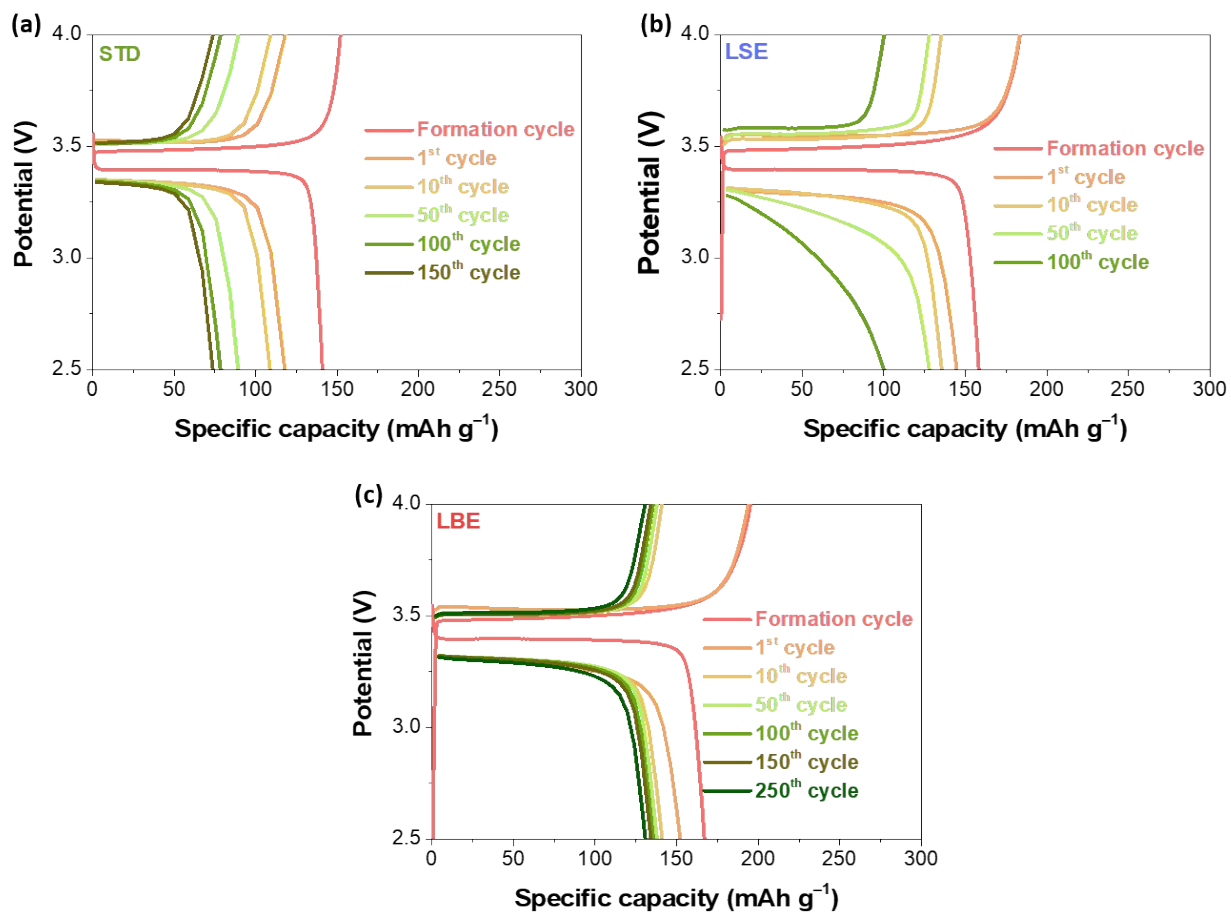 (a)
STD
4.0
3.5
3.0
2.5
Potential (V)
0 50 100 150 200 250 300
Specific capacity (mAh g⁻¹)
Formation cycle
1ˢᵗ cycle
10ᵗʰ cycle
50ᵗʰ cycle
100ᵗʰ cycle
150ᵗʰ cycle
(b)
LSE
4.0
3.5
3.0
2.5
Potential (V)
0 50 100 150 200 250 300
Specific capacity (mAh g⁻¹)
Formation cycle
1ˢᵗ cycle
10ᵗʰ cycle
50ᵗʰ cycle
100ᵗʰ cycle
(c)
LBE
4.0
3.5
3.0
2.5
Potential (V)
0 50 100 150 200 250 300
Specific capacity (mAh g⁻¹)
Formation cycle
1ˢᵗ cycle
10ᵗʰ cycle
50ᵗʰ cycle
100ᵗʰ cycle
150ᵗʰ cycle
250ᵗʰ cycle